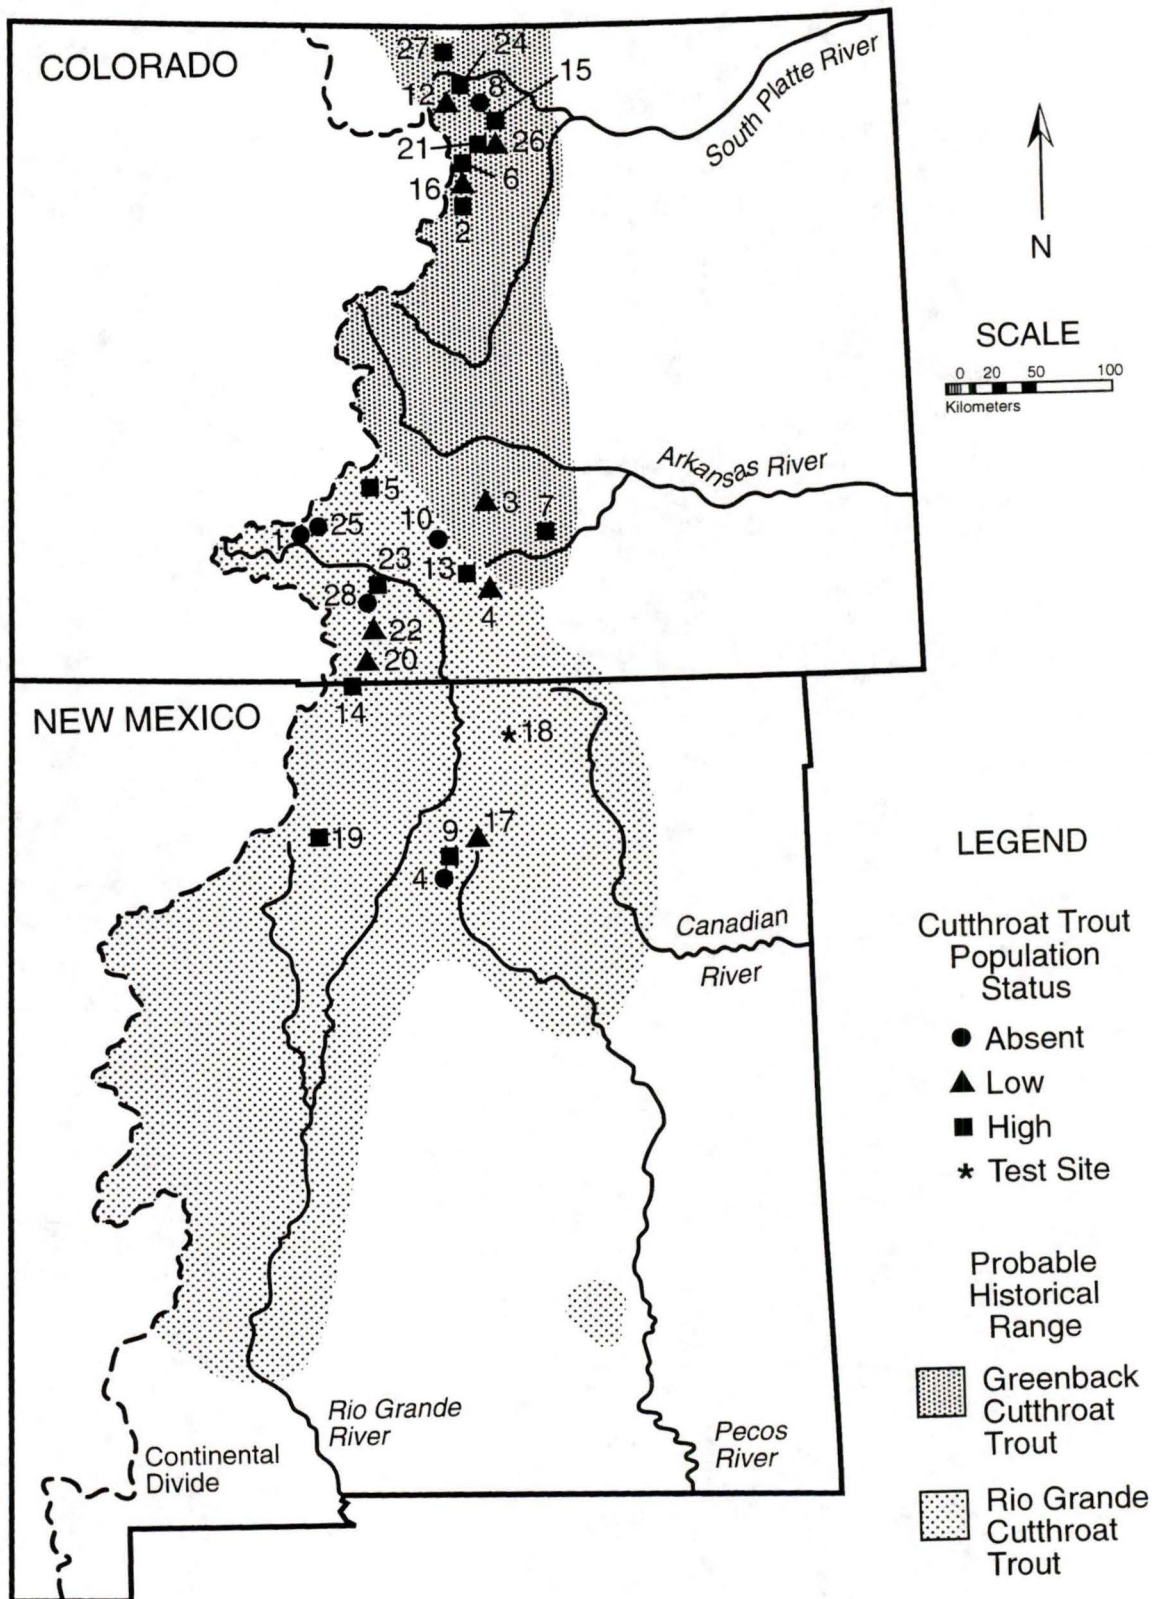 COLORADO
27
24
15
12
8
21
26
6
16
2
South Platte River
N
SCALE
0 20 50 100
Kilometers
Arkansas River
5
3
7
25
10
1
23
13
28
4
22
20
14
NEW MEXICO
18
17
19
9
4
Canadian
River
LEGEND
Cutthroat Trout
Population
Status
Absent
Low
High
* Test Site
Probable
Historical
Range
Greenback
Cutthroat
Trout
Rio Grande
Cutthroat
Trout
Rio Grande
River
Pecos
River
Continental
Divide